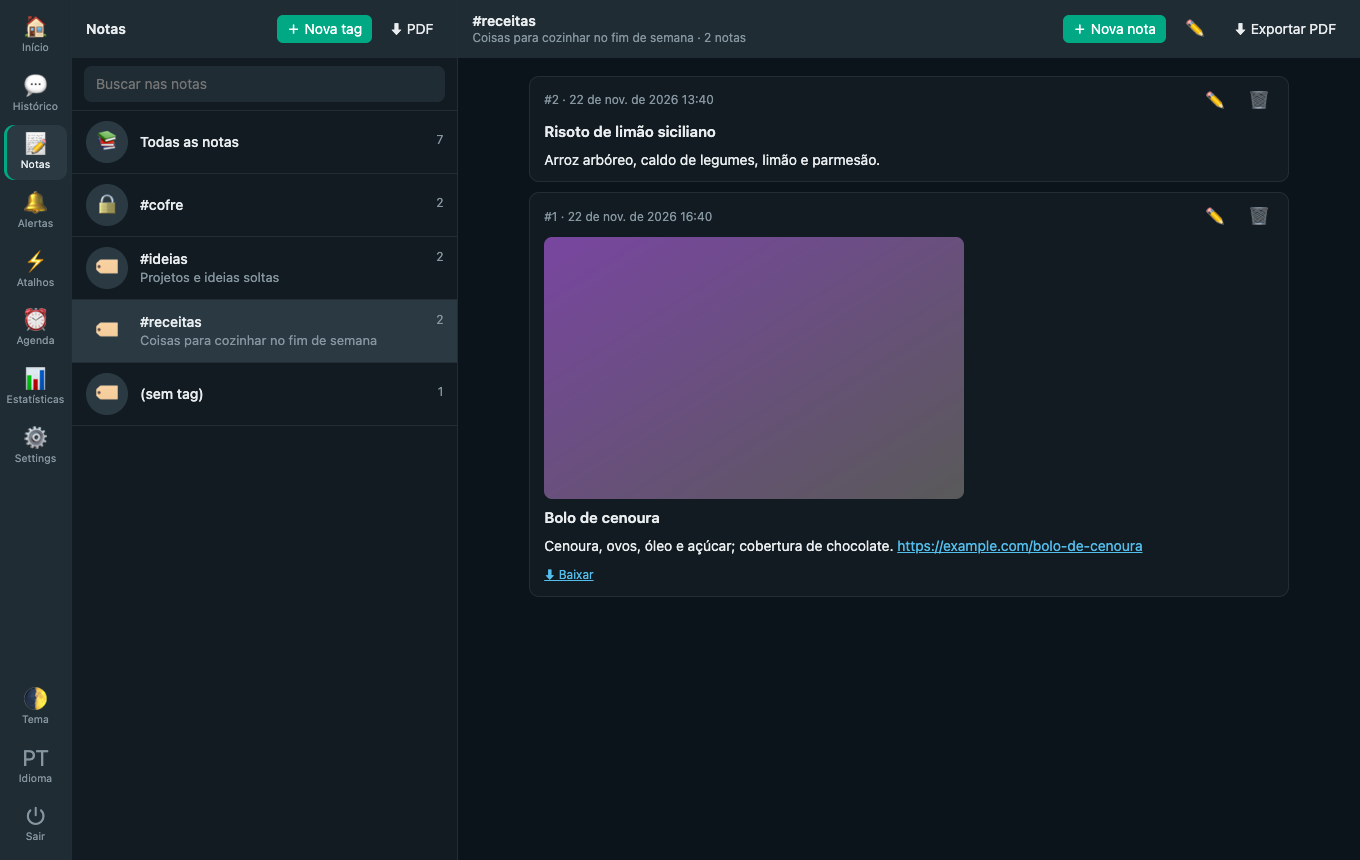 Início
Histórico
Notas
Alertas
Atalhos
Agenda
Estatísticas
Settings
Tema
PT
Idioma
Sair
Notas
+ Nova tag
⬇ PDF
Buscar nas notas
Todas as notas
7
#cofre
2
#ideias
2
Projetos e ideias soltas
#receitas
2
Coisas para cozinhar no fim de semana
(sem tag)
1
#receitas
Coisas para cozinhar no fim de semana · 2 notas
+ Nova nota
⬇ Exportar PDF
#2 · 22 de nov. de 2026 13:40
Risoto de limão siciliano
Arroz arbóreo, caldo de legumes, limão e parmesão.
#1 · 22 de nov. de 2026 16:40
Bolo de cenoura
Cenoura, ovos, óleo e açúcar; cobertura de chocolate. https://example.com/bolo-de-cenoura
⬇ Baixar